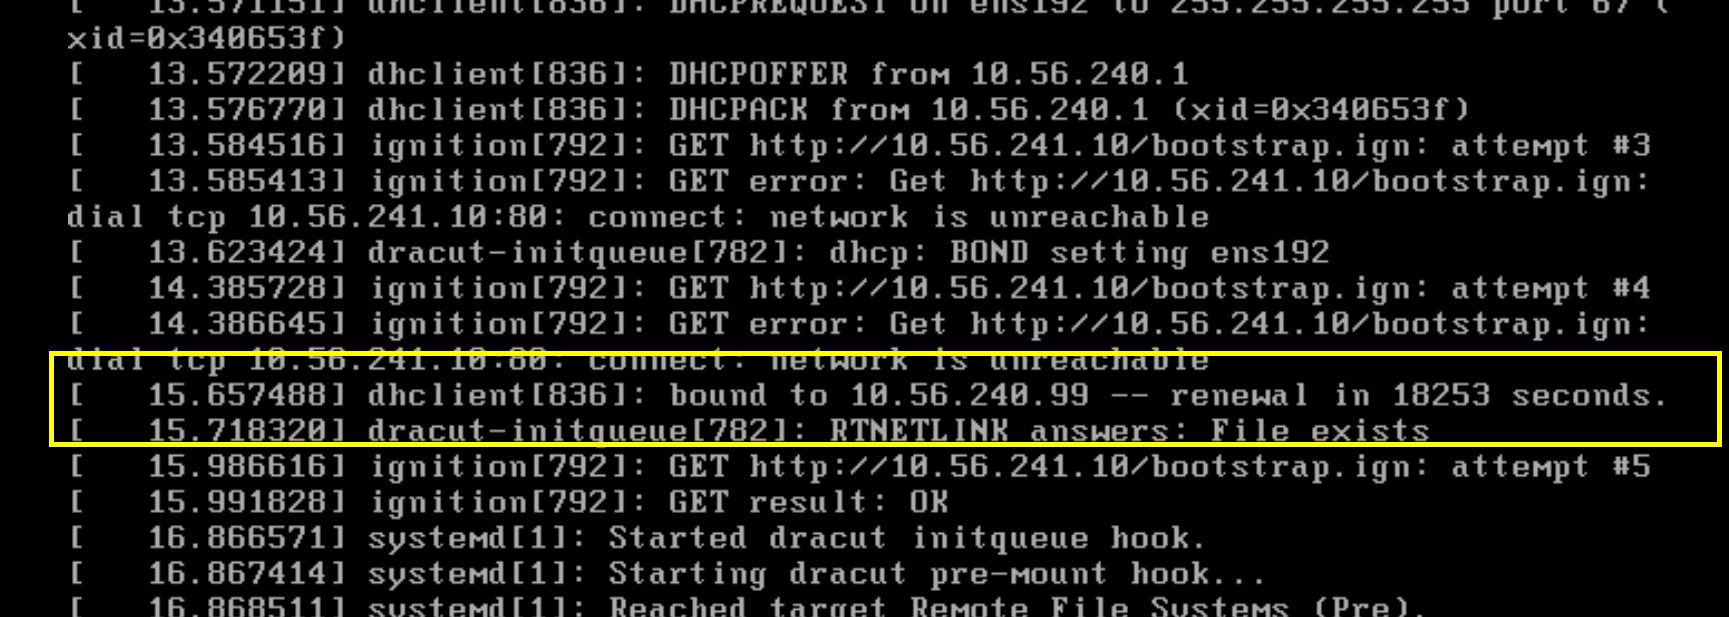 [    13.571151] dhclient[836]: DHCPREQUEST on ens192 to 255.255.255.255 port 67 (
xid=0x340653f)
[    13.572209] dhclient[836]: DHCPOFFER from 10.56.240.1
[    13.576770] dhclient[836]: DHCPACK from 10.56.240.1 (xid=0x340653f)
[    13.584516] ignition[792]: GET http://10.56.241.10/bootstrap.ign: attempt #3
[    13.585413] ignition[792]: GET error: Get http://10.56.241.10/bootstrap.ign:
dial tcp 10.56.241.10:80: connect: network is unreachable
[    13.623424] dracut-initqueue[782]: dhcp: BOND setting ens192
[    14.385728] ignition[792]: GET http://10.56.241.10/bootstrap.ign: attempt #4
[    14.386645] ignition[792]: GET error: Get http://10.56.241.10/bootstrap.ign:
dial tcp 10.56.241.10:80: connect: network is unreachable
[    15.657488] dhclient[836]: bound to 10.56.240.99 -- renewal in 18253 seconds.
[    15.718320] dracut-initqueue[782]: RTNETLINK answers: File exists
[    15.986616] ignition[792]: GET http://10.56.241.10/bootstrap.ign: attempt #5
[    15.991828] ignition[792]: GET result: OK
[    16.866571] systemd[1]: Started dracut initqueue hook.
[    16.867414] systemd[1]: Starting dracut pre-mount hook...
[    16.868511] systemd[1]: Reached target Remote File Systems (Pre).